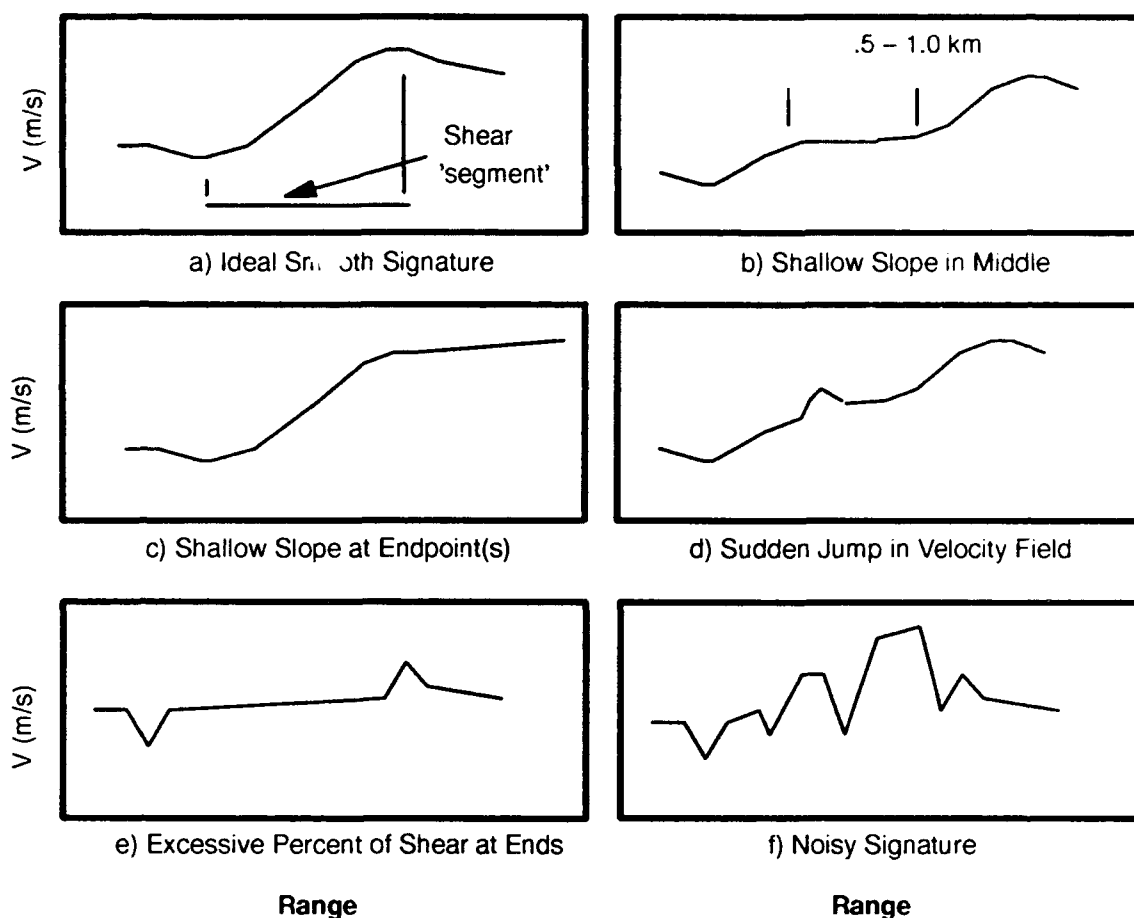 .5 – 1.0 km
V (m/s)
Shear
'segment'
a) Ideal Signature
b) Shallow Slope in Middle
V (m/s)
c) Shallow Slope at Endpoint(s)
d) Sudden Jump in Velocity Field
V (m/s)
e) Excessive Percent of Shear at Ends
f) Noisy Signature
Range
Range